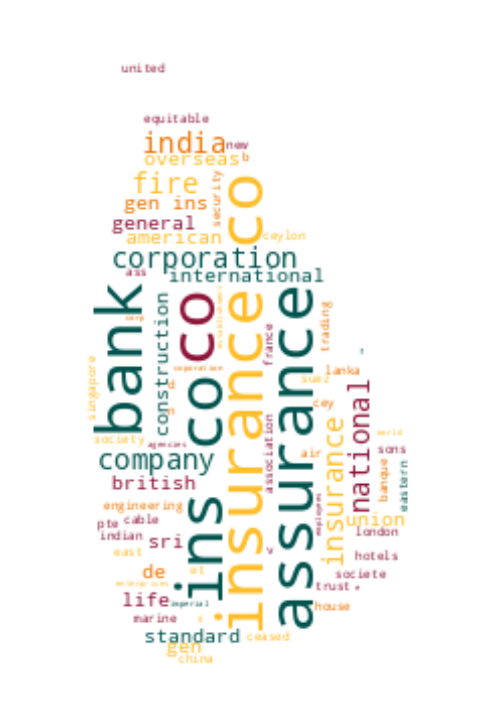 united
equitable
india
new
overseas
b
fire
security
gen ins
general
american
ceylon
insurance co
corporation
ass
international
bank
co
construction
assurance
ins co
trading
france
singapore
corporation
suez
lanka
d
n
cey
national
insurance
association
society
agencies
world
sons
company
air
banque
eastern
british
employees
engineering
union
pte
cable
london
indian
sri
east
v
hotels
de
et
societe
enterprises
trust
life
imperial
house
marine
standard
ceased
gen
china